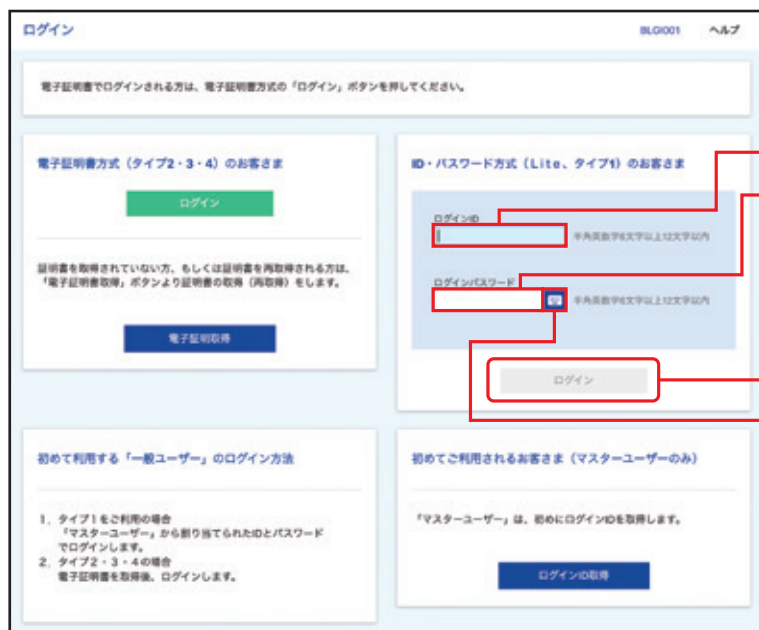 ログイン
BLGI001 ヘルプ
電子証明書でログインされる方は、電子証明書方式の「ログイン」ボタンを押してください。
電子証明書方式（タイプ2・3・4）のお客さま
ログイン
証明書を取得されていない方、もしくは証明書を再取得される方は、
「電子証明書取得」ボタンより証明書の取得（再取得）をします。
電子証明取得
ID・パスワード方式（Lite、タイプ1）のお客さま
ログインID
半角英数字6文字以上12文字以内
ログインパスワード
半角英数字6文字以上12文字以内
ログイン
初めて利用する「一般ユーザー」のログイン方法
1．タイプ1をご利用の場合
「マスターユーザー」から割り当てられたIDとパスワード
でログインします。
2．タイプ2・3・4の場合
電子証明書を取得後、ログインします。
初めてご利用されるお客さま（マスターユーザーのみ）
「マスターユーザー」は、初めにログインIDを取得します。
ログインID取得